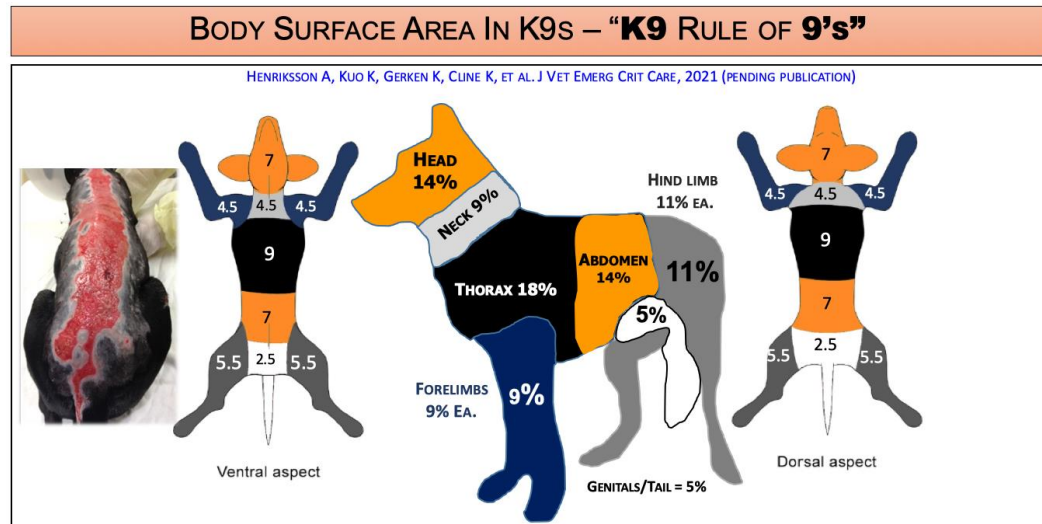 BODY SURFACE AREA IN K9S – “K9 RULE OF 9’S”
HENRIKSSON A, KUO K, GERKEN K, CLINE K, ET AL. J VET EMERG CRIT CARE, 2021 (PENDING PUBLICATION)
7
4.5
4.5
4.5
9
7
5.5
2.5
5.5
Ventral aspect
HEAD
14%
NECK 9%
THORAX 18%
ABDOMEN
14%
HIND LIMB
11% EA.
11%
5%
FORELIMBS
9% EA.
9%
GENITALS/TAIL = 5%
7
4.5
4.5
4.5
9
7
5.5
2.5
5.5
Dorsal aspect